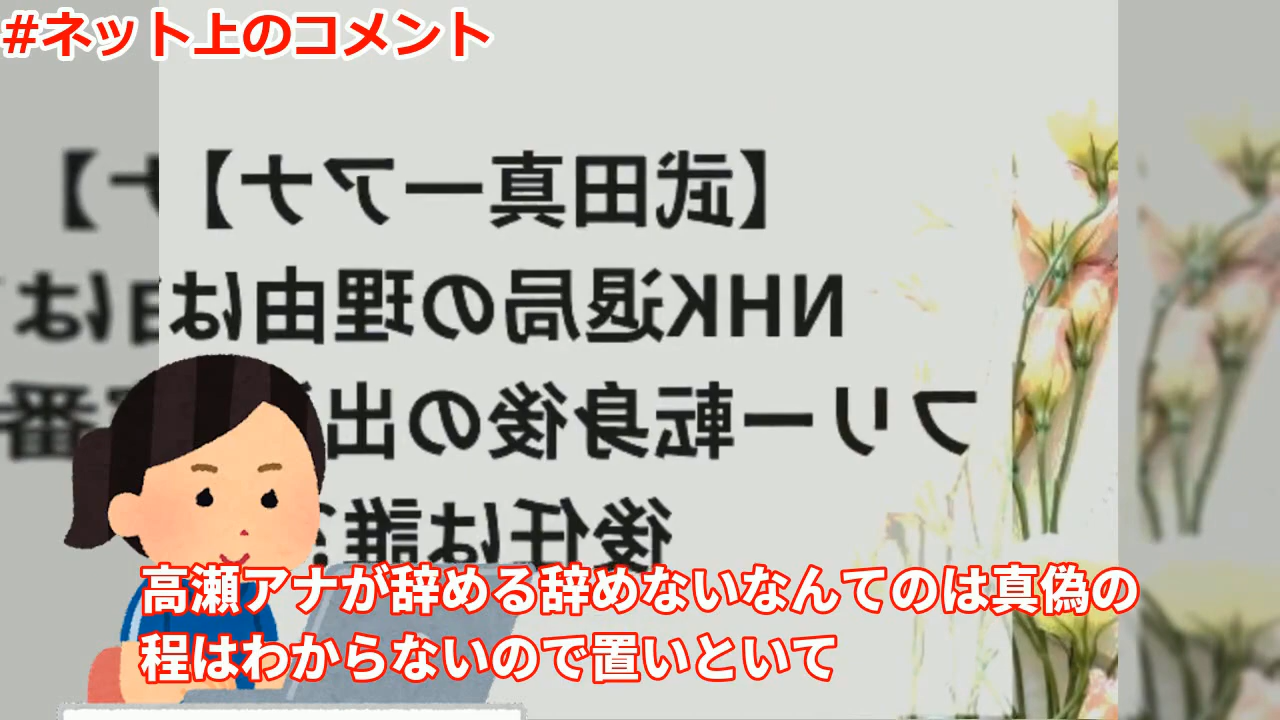 #ネット上のコメント
【武田真一アナ】
NHK退局の理由は
フリー転身後の出
後任は誰?
高瀬アナが辞める辞めないなんてのは真偽の
程はわからないので置いといて